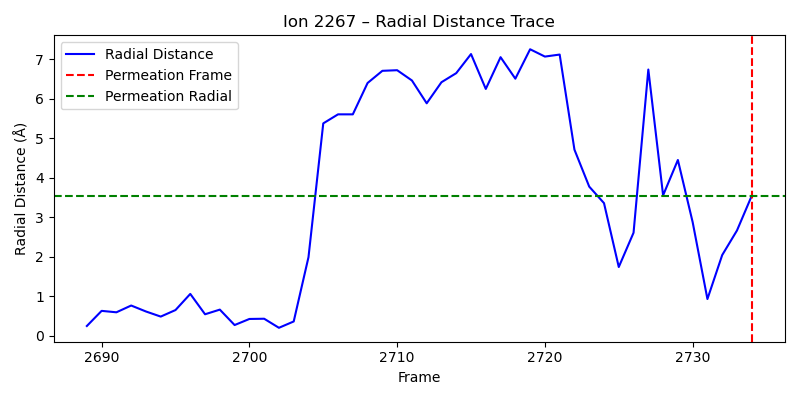 Ion 2267 – Radial Distance Trace
Radial Distance
Permeation Frame
Permeation Radial
Radial Distance (Å)
7
6
5
4
3
2
1
0
2690
2700
2710
2720
2730
Frame